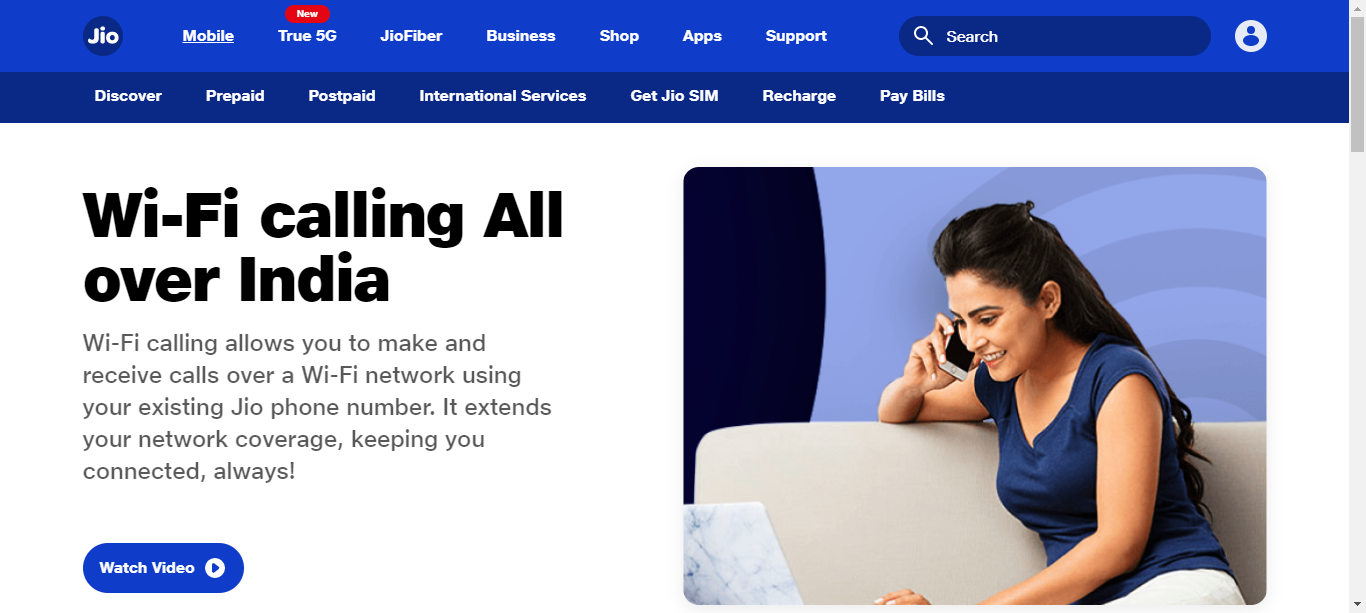 New
Jio
Mobile
True 5G
JioFiber
Business
Shop
Apps
Support
Search
Discover
Prepaid
Postpaid
International Services
Get Jio SIM
Recharge
Pay Bills
Wi-Fi calling All
over India
Wi-Fi calling allows you to make and
receive calls over a Wi-Fi network using
your existing Jio phone number. It extends
your network coverage, keeping you
connected, always!
Watch Video